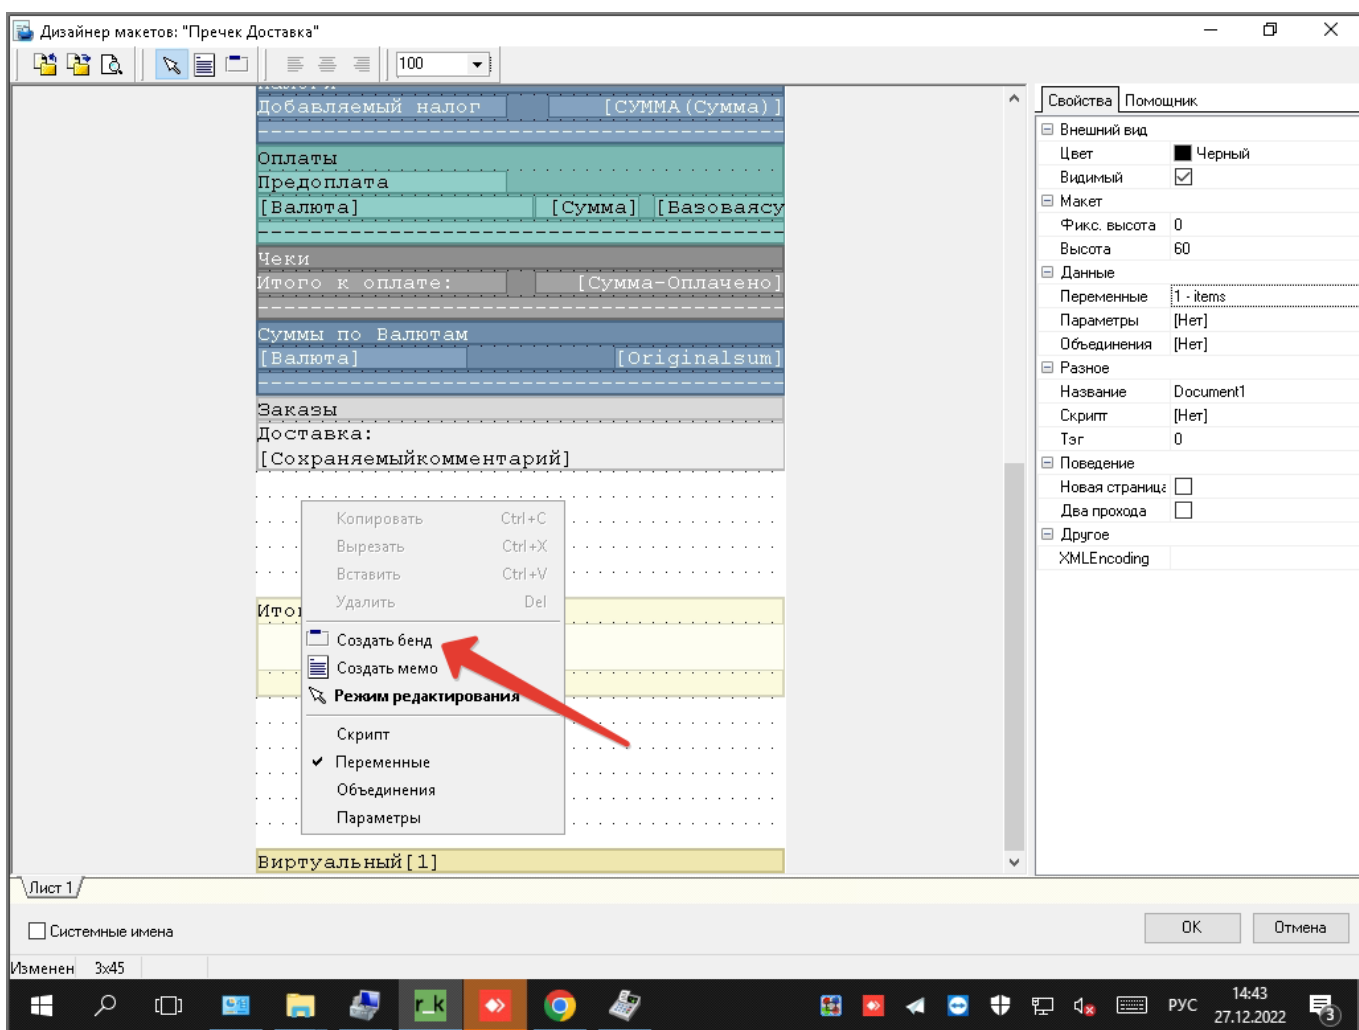 Дизайнер макетов: "Пречек Доставка"
100
Добавляемый налог [СУММА(Сумма)]
Оплаты
Предоплата
[Валюта] [Сумма] [Базоваясу
Чеки
Итого к оплате: [Сумма-Оплачено]
Суммы по Валютам
[Валюта] [Originalsum]
Заказы
Доставка:
[Сохраняемыйкомментарий]
Копировать Ctrl+C
Вырезать Ctrl+X
Вставить Ctrl+V
Удалить Del
Создать бенд
Создать мемо
Режим редактирования
Скрипт
Переменные
Объединения
Параметры
Виртуальный[1]
Лист 1
Свойства Помощник
Внешний вид
Цвет Черный
Видимый
Макет
Фикс. высота 0
Высота 60
Данные
Переменные 1 - items
Параметры [Нет]
Объединения [Нет]
Разное
Название Document1
Скрипт [Нет]
Тэг 0
Поведение
Новая страница
Два прохода
Другое
XMLEncoding
Системные имена
OK Отмена
Изменен 3x45
r_k
РУС
14:43
27.12.2022
3